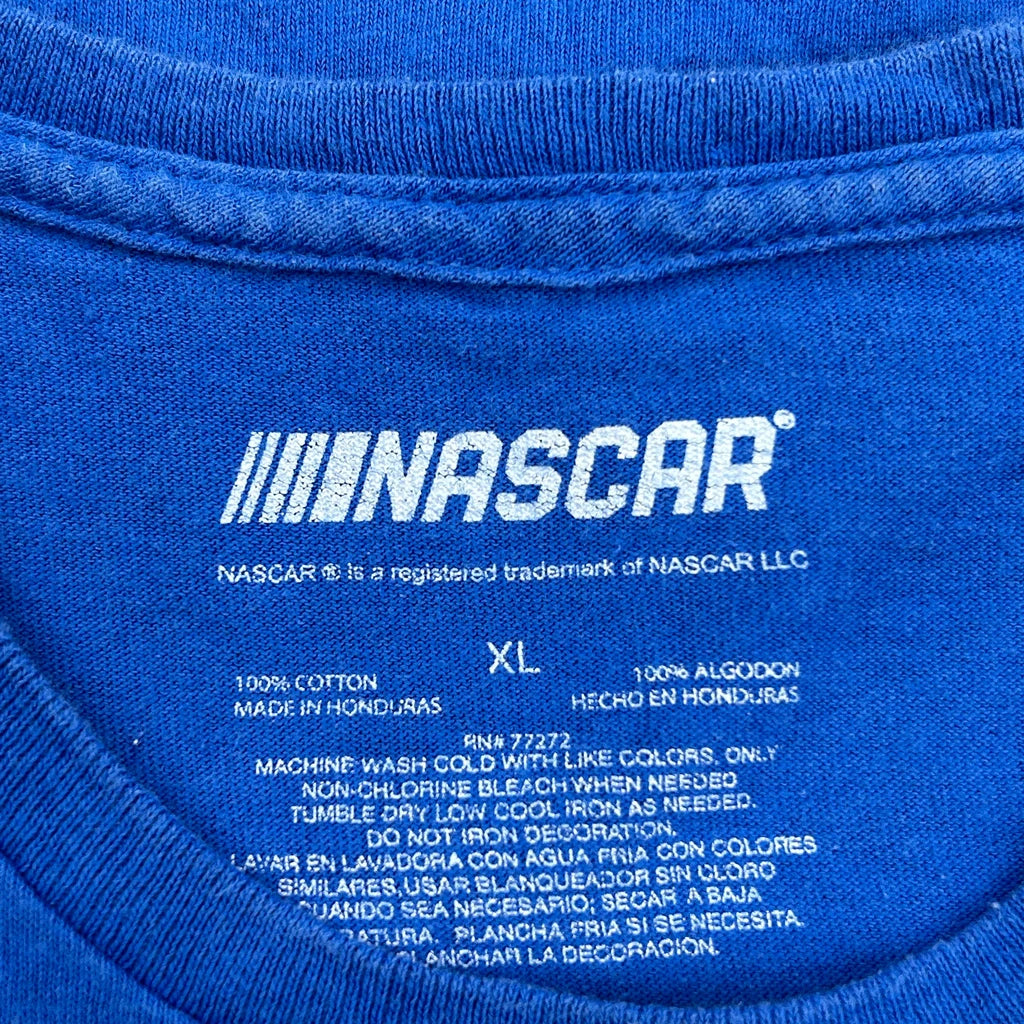 NASCAR®
NASCAR ® is a registered trademark of NASCAR LLC
XL
100% COTTON
MADE IN HONDURAS
100% ALGODON
HECHO EN HONDURAS
RN# 77272
MACHINE WASH COLD WITH LIKE COLORS, ONLY
NON-CHLORINE BLEACH WHEN NEEDED
TUMBLE DRY LOW COOL IRON AS NEEDED.
DO NOT IRON DECORATION.
LAVAR EN LAVADORA CON AGUA FRIA CON COLORES
SIMILARES, USAR BLANQUEADOR SIN CLORO
CUANDO SEA NECESARIO; SECAR A BAJA
PLANCHA FRIA SI SE NECESITA.
LA DECORACION.